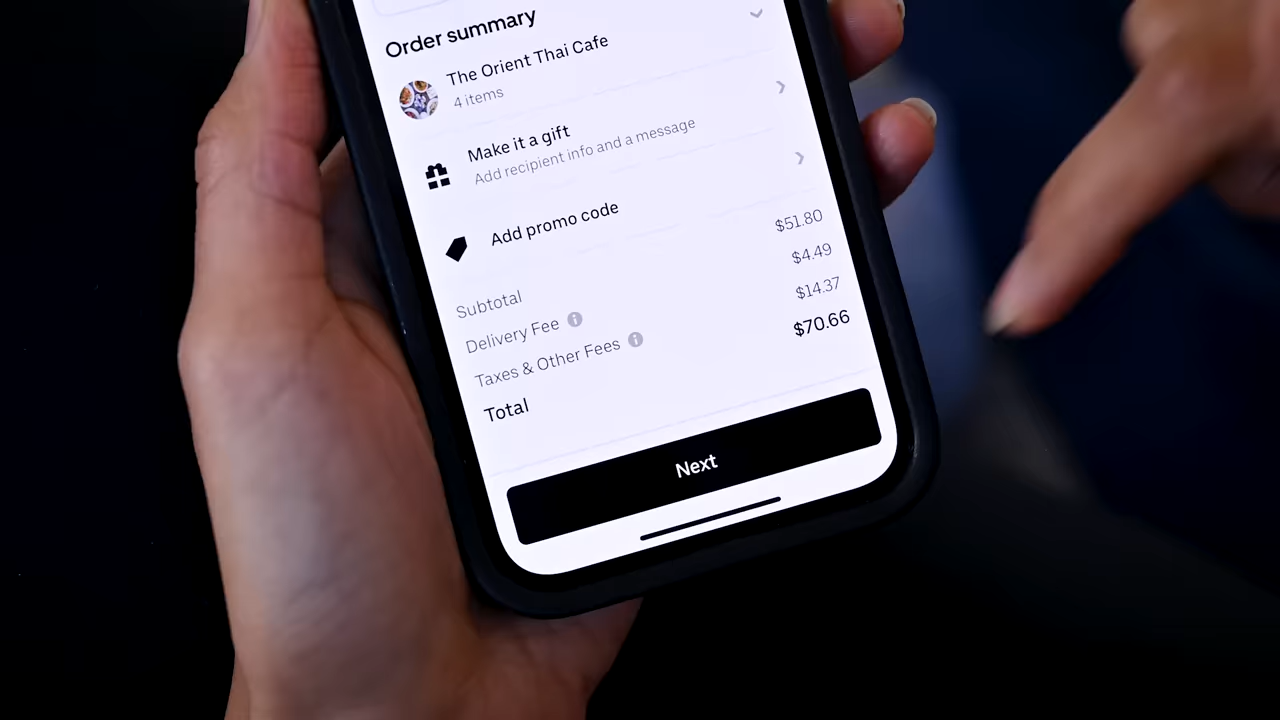 Order summary
The Orient Thai Cafe
4 items
Make it a gift
Add recipient info and a message
Add promo code
Subtotal $51.80
Delivery Fee $4.49
Taxes & Other Fees $14.37
Total $70.66
Next